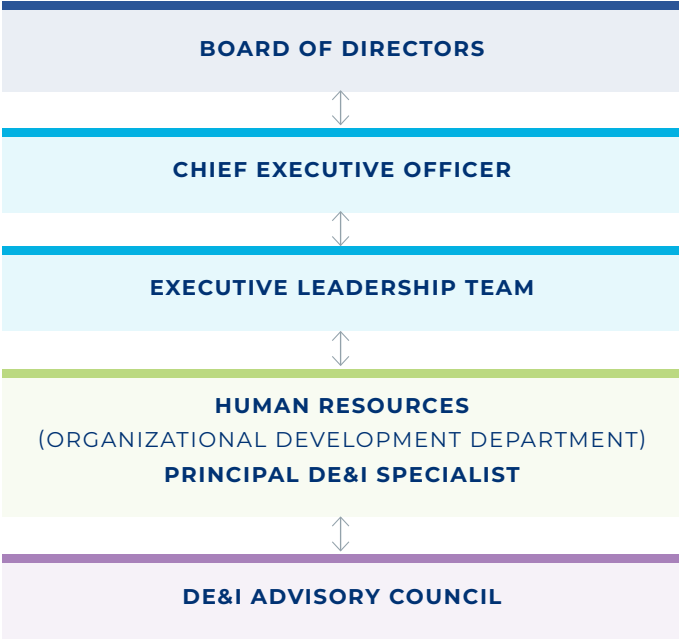 BOARD OF DIRECTORS
CHIEF EXECUTIVE OFFICER
EXECUTIVE LEADERSHIP TEAM
HUMAN RESOURCES
(ORGANIZATIONAL DEVELOPMENT DEPARTMENT)
PRINCIPAL DE&I SPECIALIST
DE&I ADVISORY COUNCIL